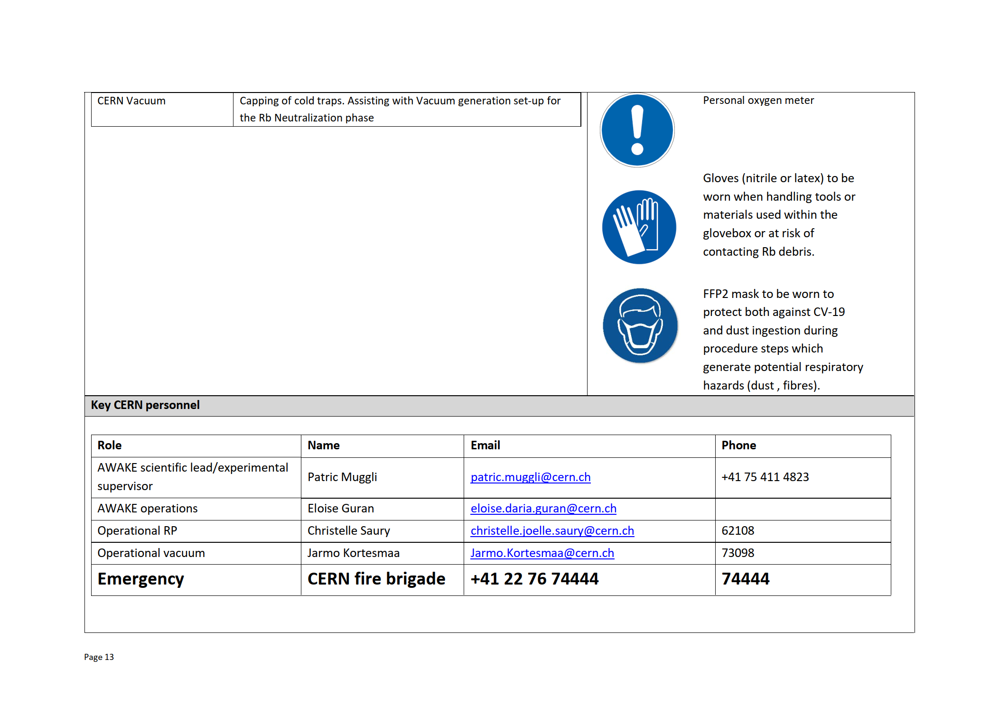 CERN Vacuum
Capping of cold traps. Assisting with Vacuum generation set-up for
the Rb Neutralization phase
Personal oxygen meter
Gloves (nitrile or latex) to be
worn when handling tools or
materials used within the
glovebox or at risk of
contacting Rb debris.
FFP2 mask to be worn to
protect both against CV-19
and dust ingestion during
procedure steps which
generate potential respiratory
hazards (dust , fibres).
Key CERN personnel
Role Name Email Phone
AWAKE scientific lead/experimental
supervisor
Patric Muggli patric.muggli@cern.ch +41 75 411 4823
AWAKE operations Eloise Guran eloise.daria.guran@cern.ch
Operational RP Christelle Saury christelle.joelle.saury@cern.ch 62108
Operational vacuum Jarmo Kortesmaa Jarmo.Kortesmaa@cern.ch 73098
Emergency CERN fire brigade +41 22 76 74444 74444
Page 13